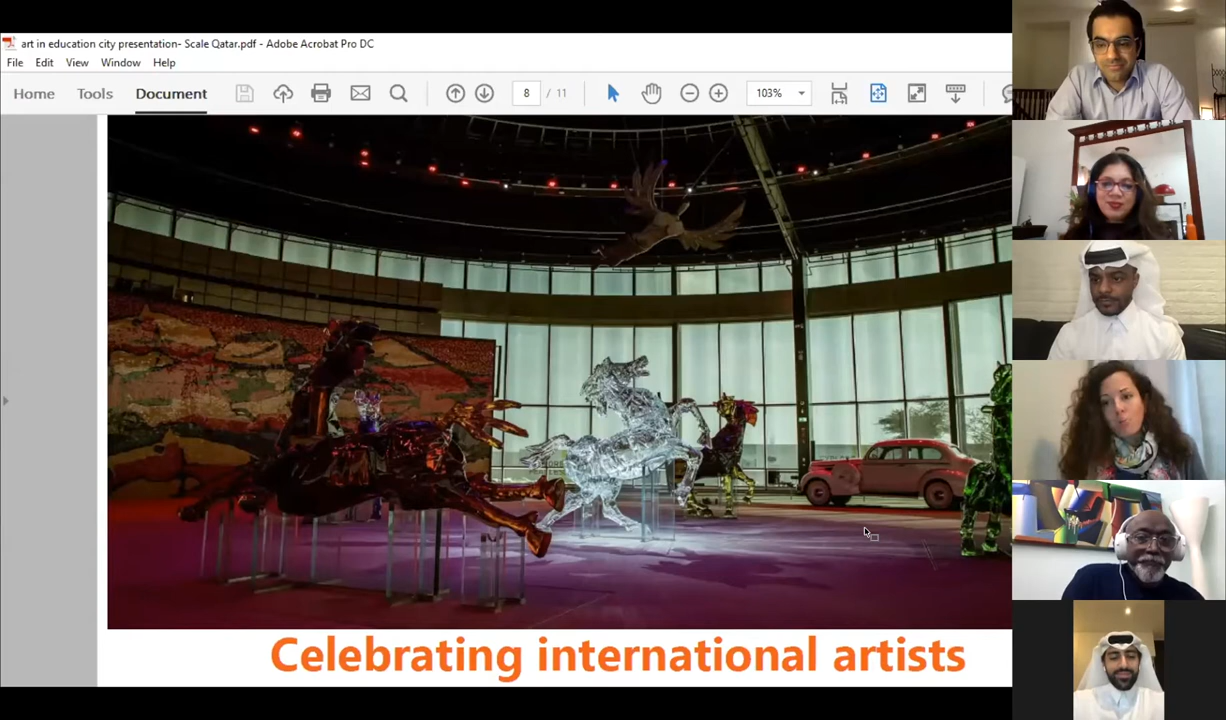 art in education city presentation- Scale Qatar.pdf - Adobe Acrobat Pro DC
File Edit View Window Help
Home Tools Document 8 / 11 103%
Celebrating international artists